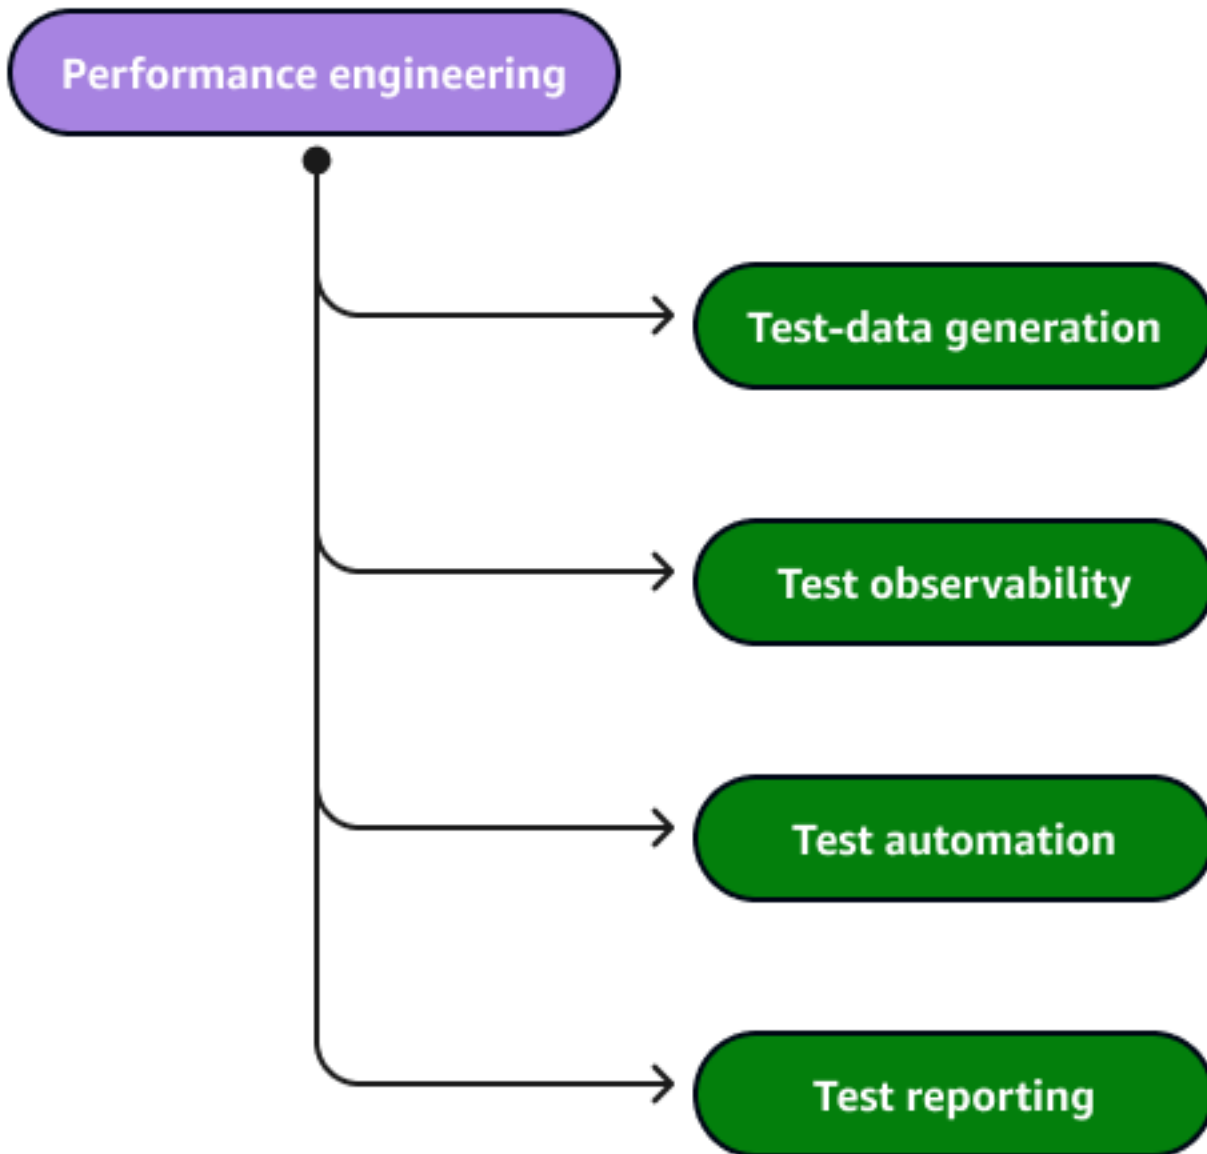 Performance engineering
Test-data generation
Test observability
Test automation
Test reporting